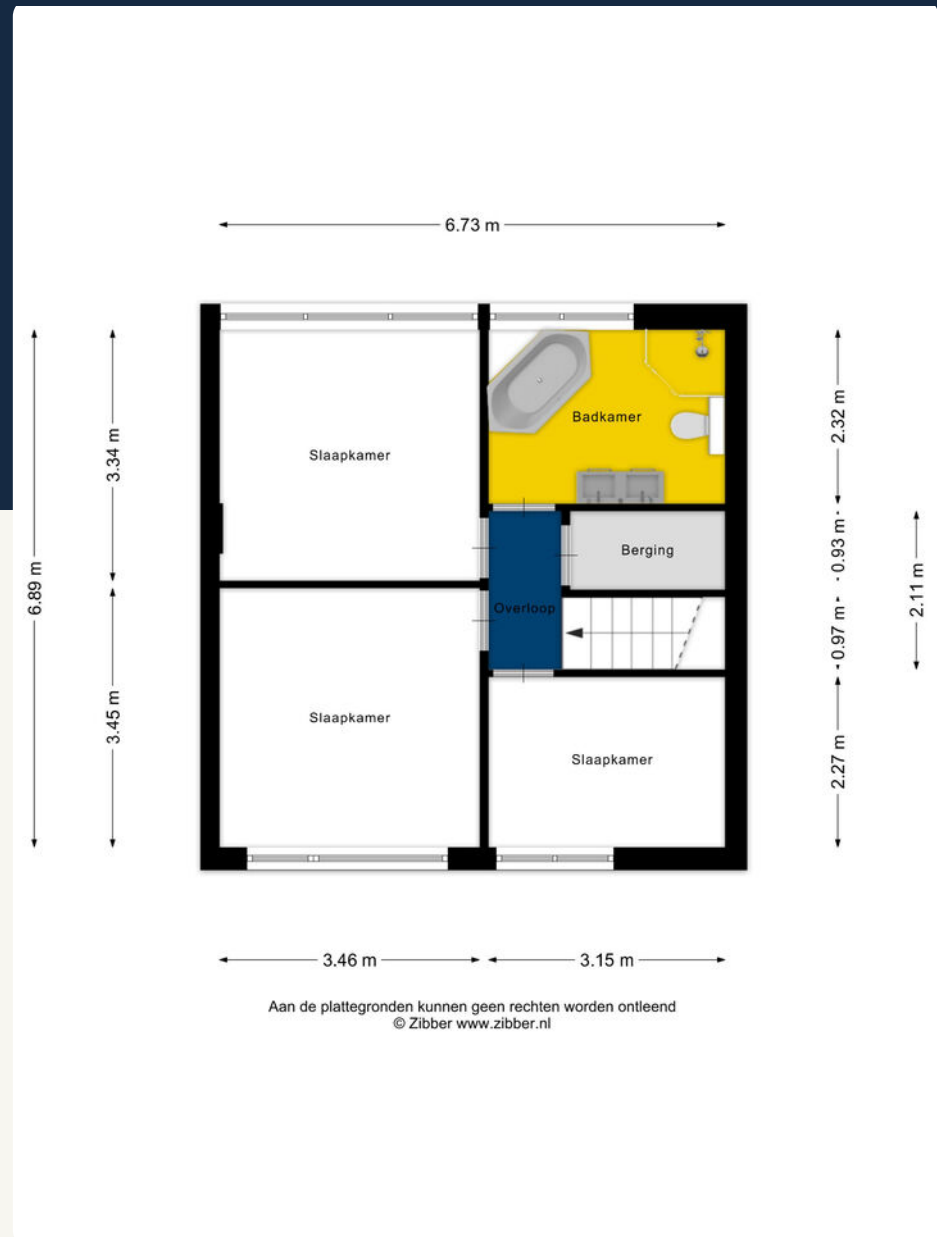 6.73 m
Slaapkamer
Badkamer
Berging
Overloop
Slaapkamer
Slaapkamer
6.89 m
3.34 m
3.45 m
2.32 m
0.93 m
0.97 m
2.27 m
2.11 m
3.46 m
3.15 m
Aan de plattegronden kunnen geen rechten worden ontleend
© Zibber www.zibber.nl